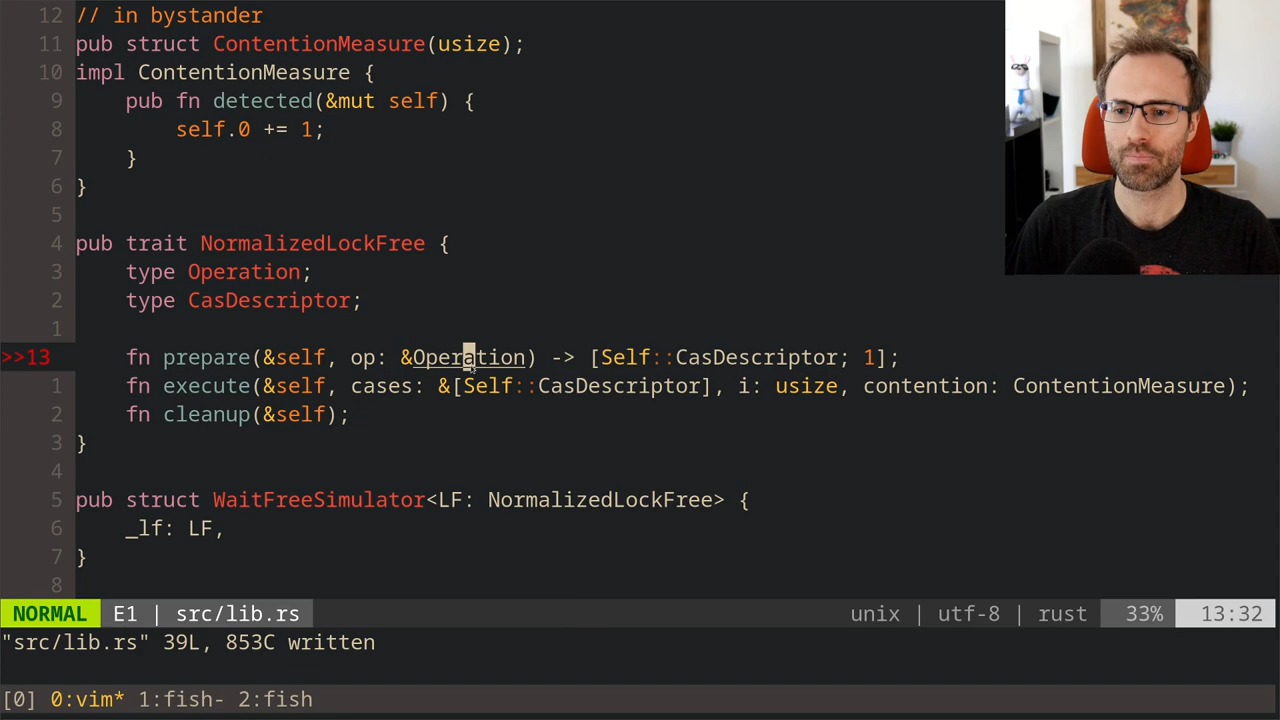 12 // in bystander
11 pub struct ContentionMeasure(usize);
10 impl ContentionMeasure {
9     pub fn detected(&mut self) {
8         self.0 += 1;
7     }
6 }
5
4 pub trait NormalizedLockFree {
3     type Operation;
2     type CasDescriptor;
1
>>13     fn prepare(&self, op: &Operation) -> [Self::CasDescriptor; 1];
1     fn execute(&self, cases: &[Self::CasDescriptor], i: usize, contention: ContentionMeasure);
2     fn cleanup(&self);
3 }
4
5 pub struct WaitFreeSimulator<LF: NormalizedLockFree> {
6     _lf: LF,
7 }
8
NORMAL E1 | src/lib.rs unix | utf-8 | rust 33% 13:32
"src/lib.rs" 39L, 853C written
[0] 0:vim* 1:fish- 2:fish